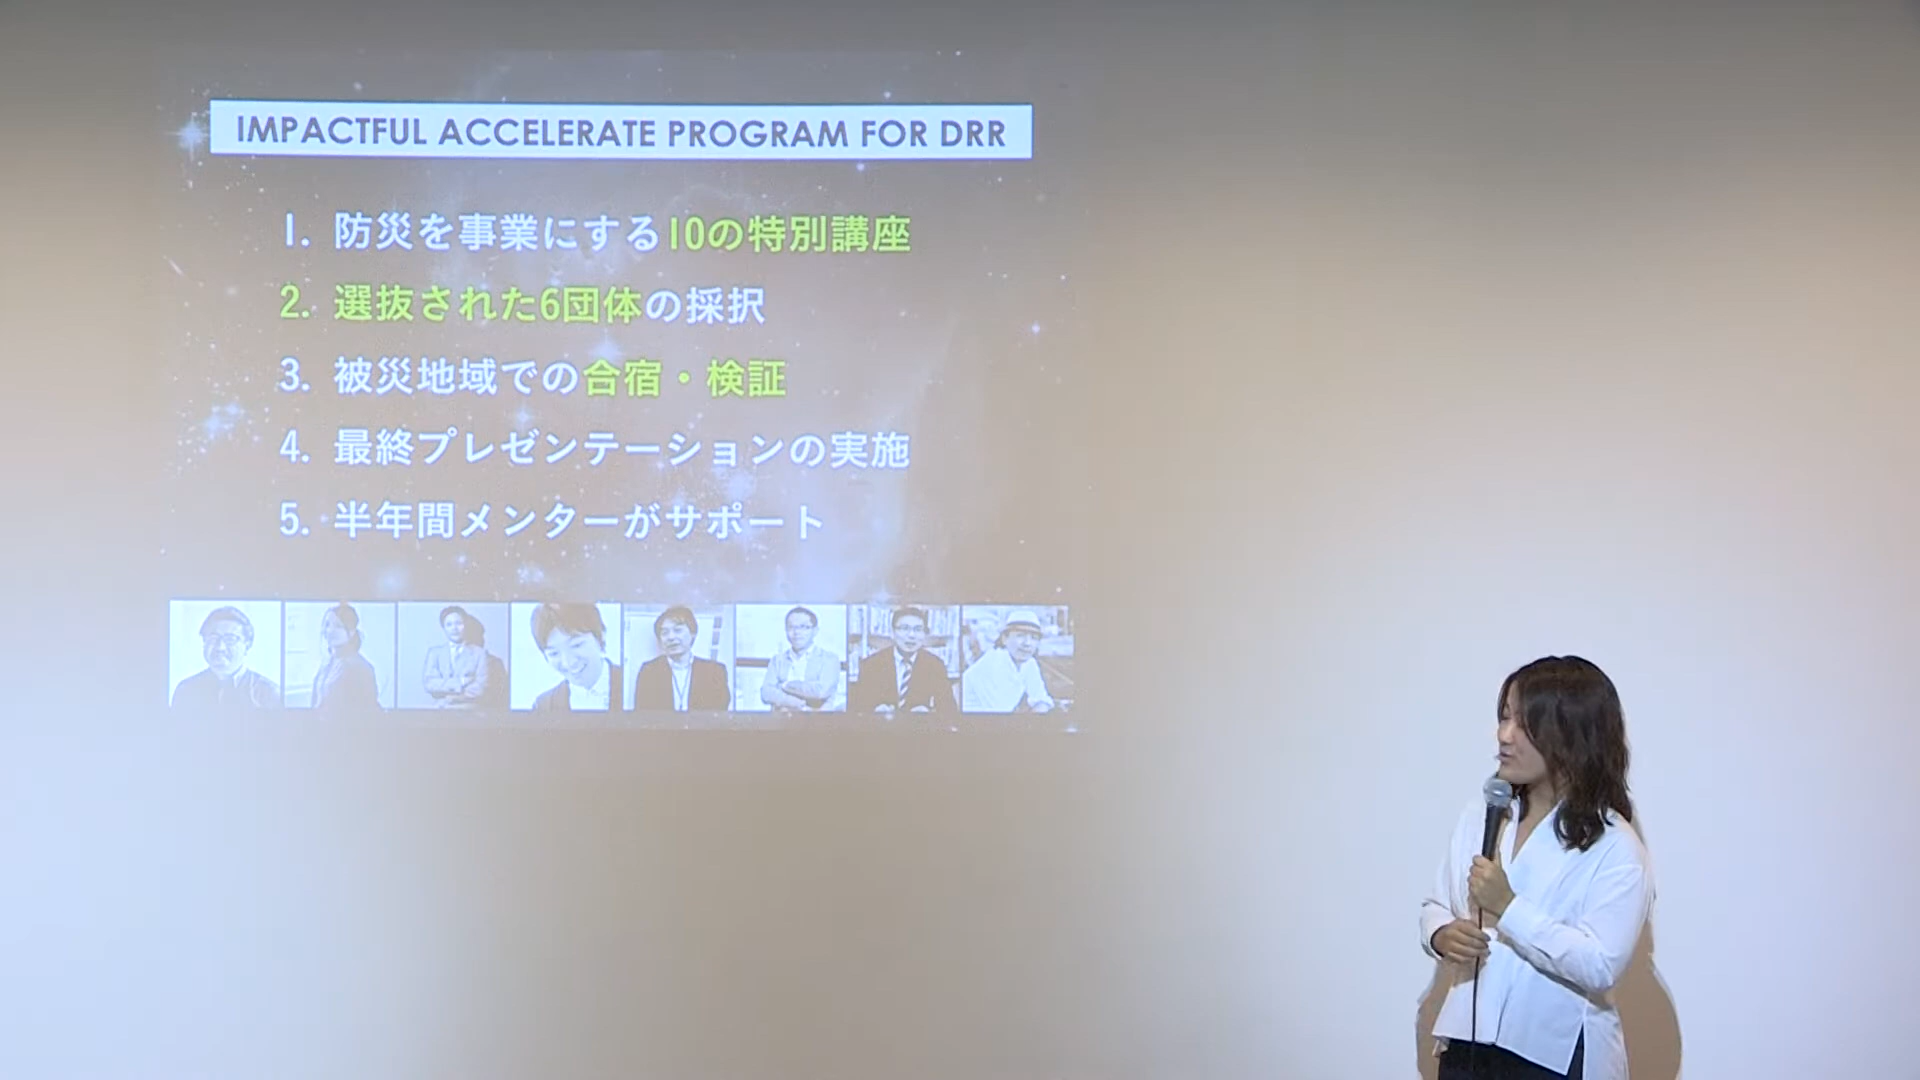 IMPACTFUL ACCELERATE PROGRAM FOR DRR
1. 防災を事業にする10の特別講座
2. 選抜された6団体の採択
3. 被災地域での合宿・検証
4. 最終プレゼンテーションの実施
5. 半年間メンターがサポート